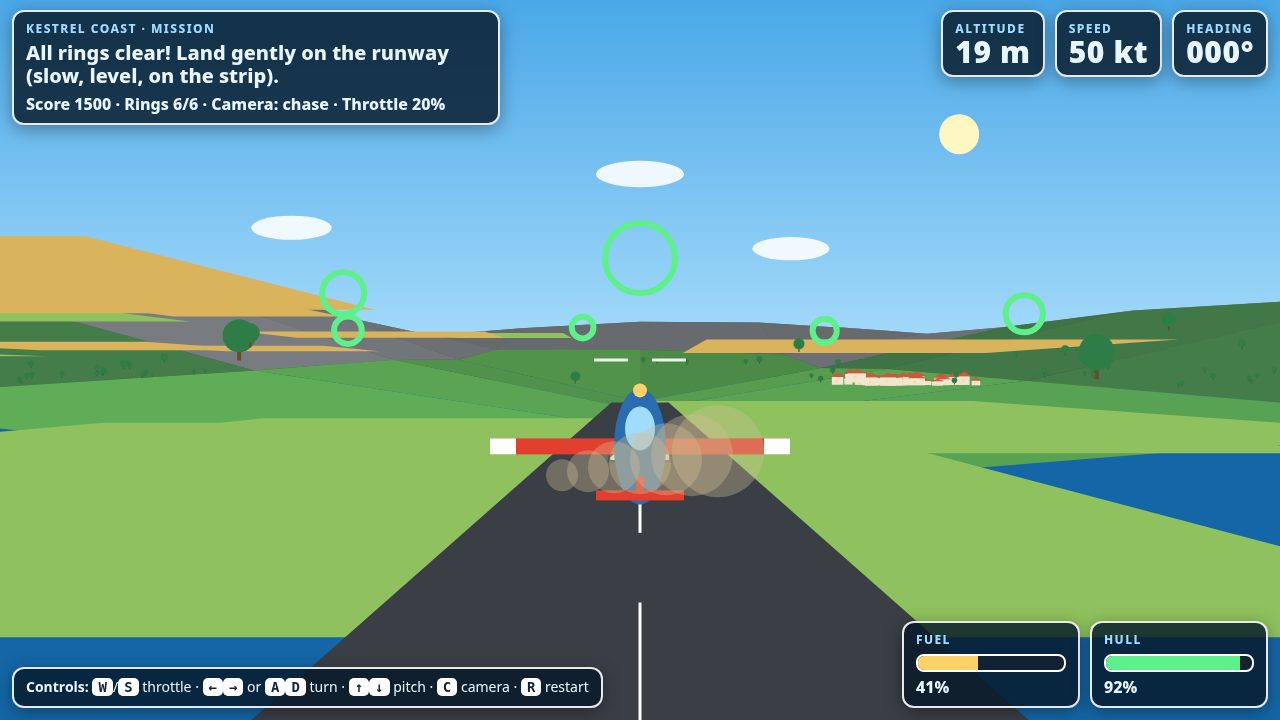 KESTREL COAST · MISSION
All rings clear! Land gently on the runway
(slow, level, on the strip).
Score 1500 · Rings 6/6 · Camera: chase · Throttle 20%
ALTITUDE
19 m
SPEED
50 kt
HEADING
000°
Controls: W/S throttle · ←→ or A D turn · ↑↓ pitch · C camera · R restart
FUEL
41%
HULL
92%